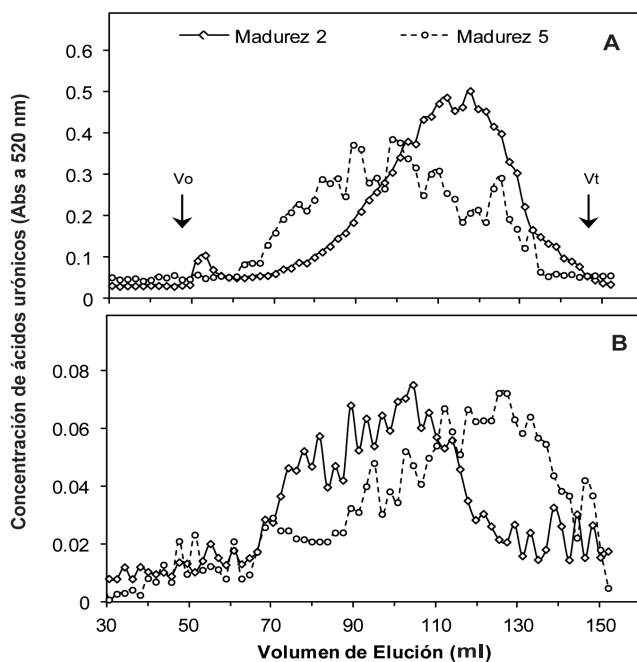 Madurez 2
Madurez 5
A
0.6
0.5
0.4
0.3
0.2
0.1
0
Vo
Vt
Concentración de ácidos urónicos (Abs a 520 nm)
B
0.08
0.06
0.04
0.02
0
30
50
70
90
110
130
150
Volumen de Elución (ml)